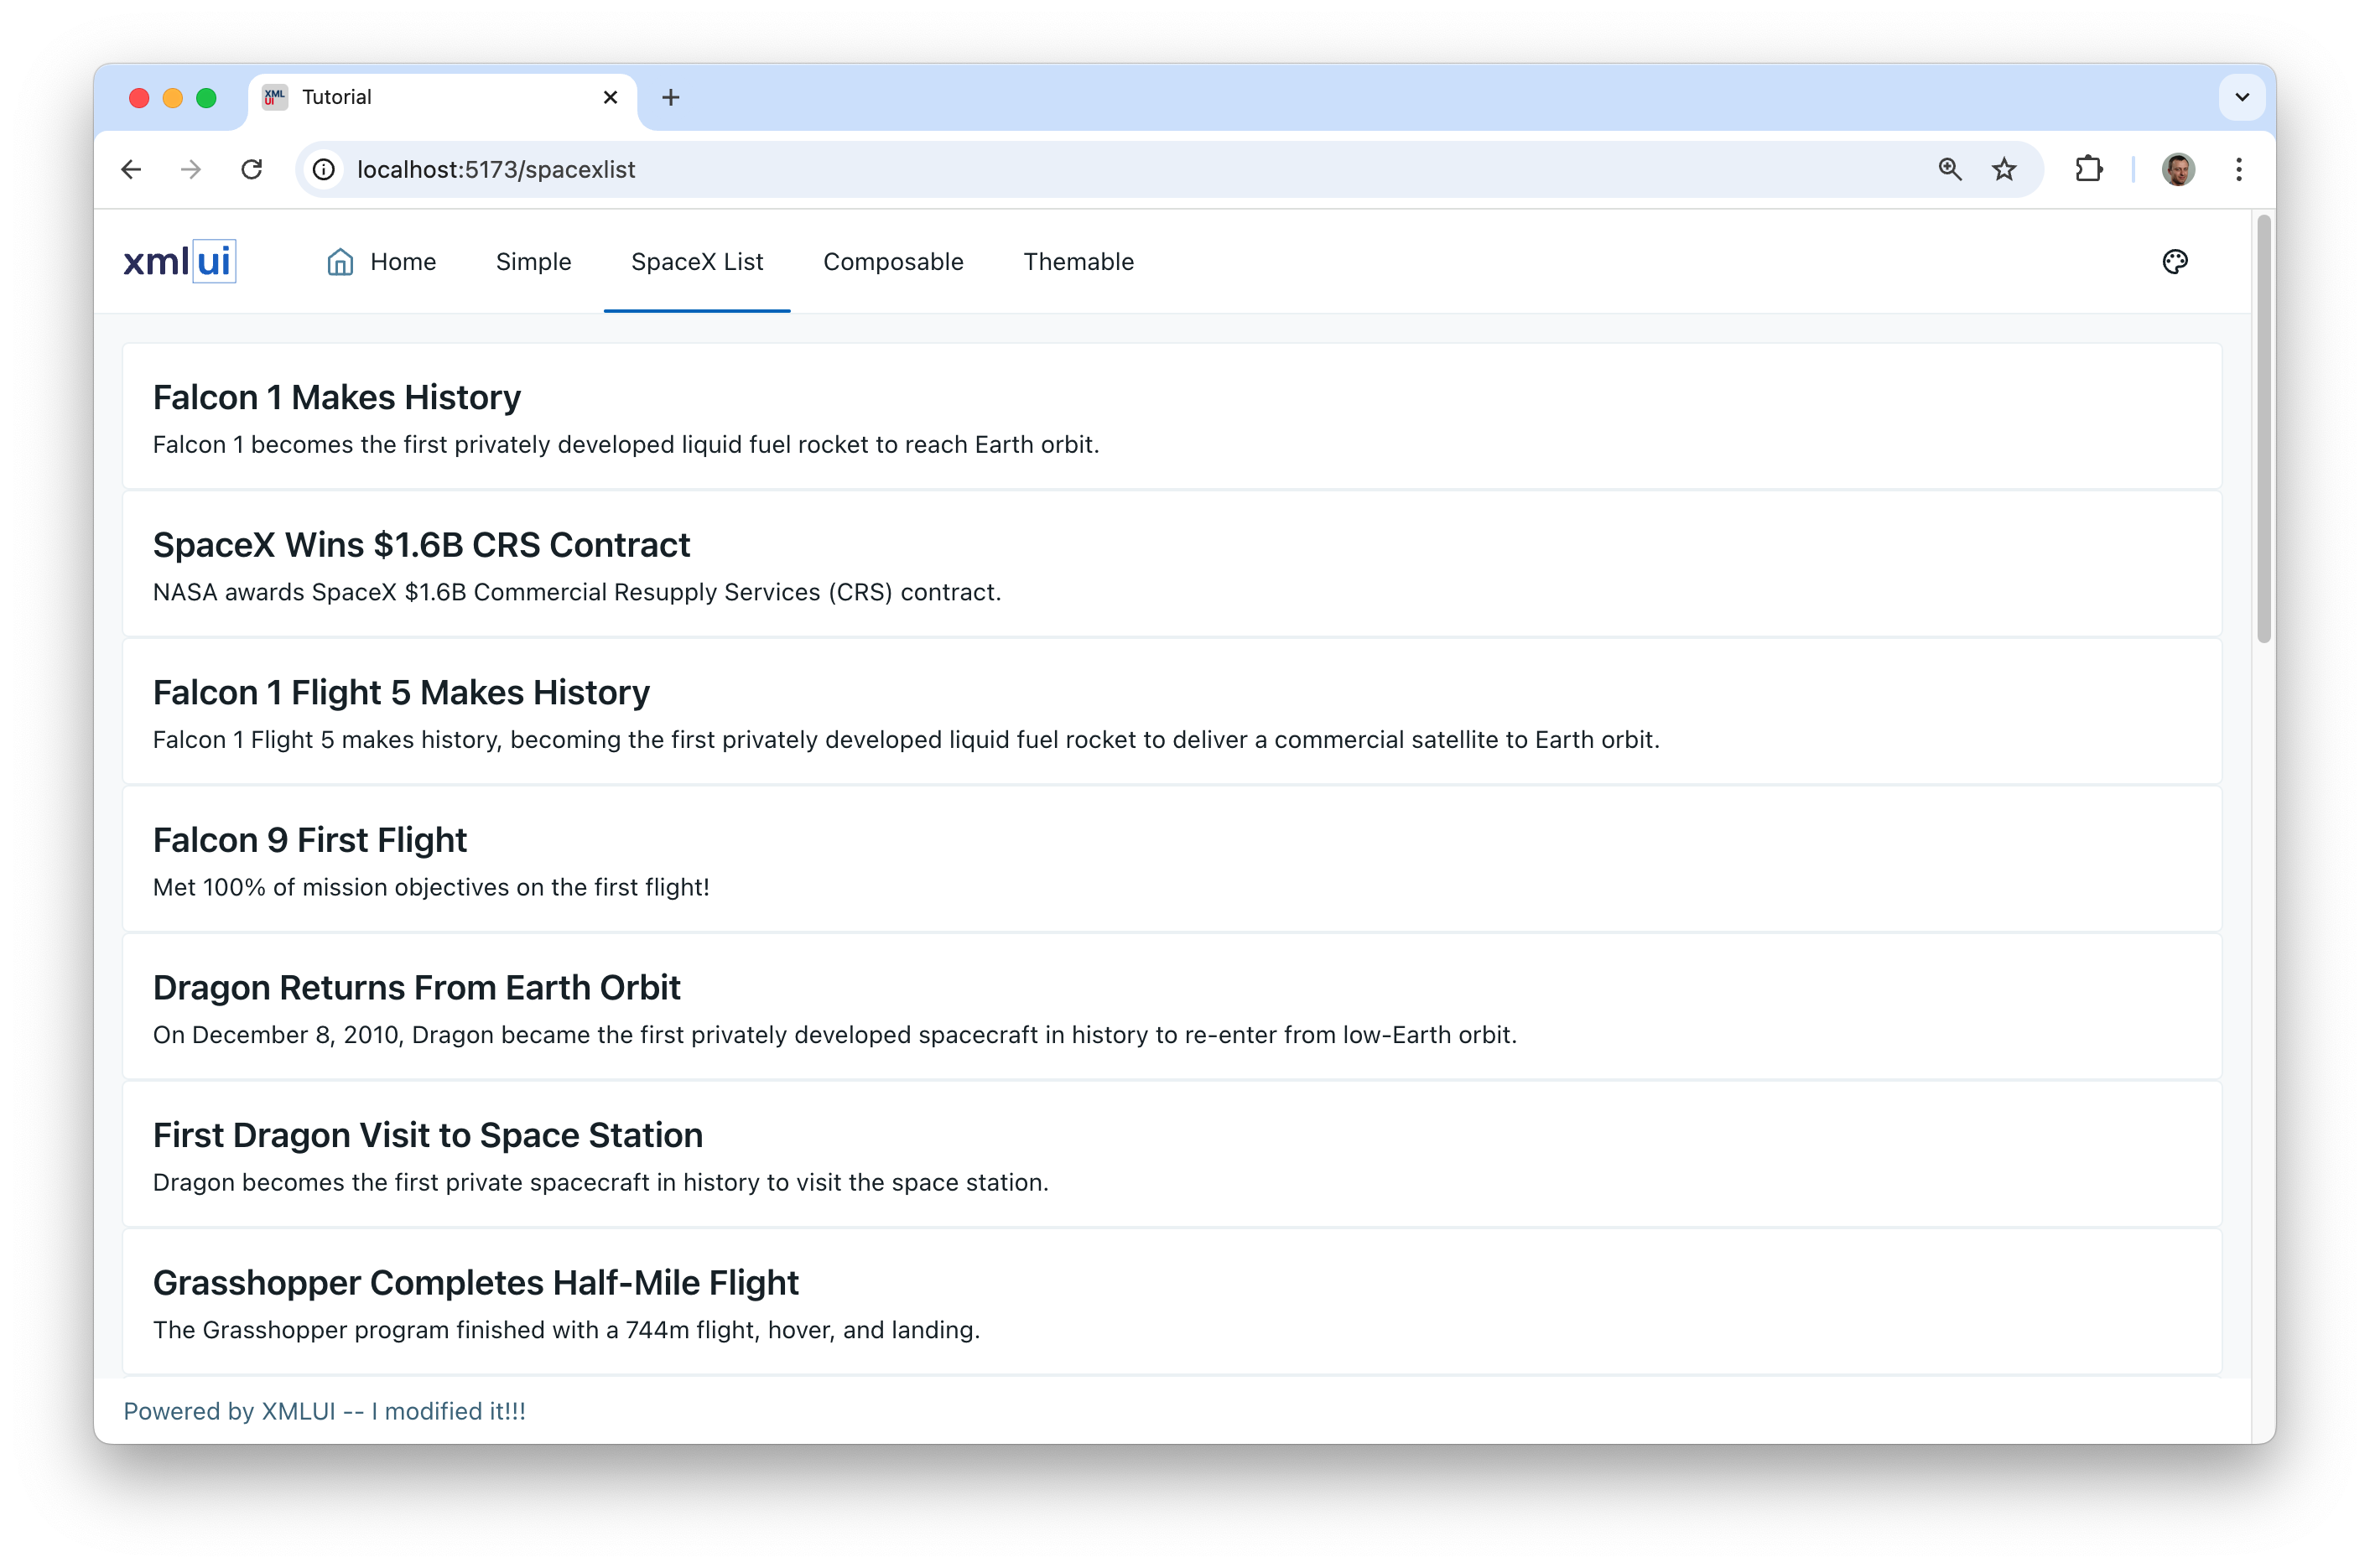 XML UI Tutorial
localhost:5173/spacexlist
xmlui Home Simple SpaceX List Composable Themable
Falcon 1 Makes History
Falcon 1 becomes the first privately developed liquid fuel rocket to reach Earth orbit.
SpaceX Wins $1.6B CRS Contract
NASA awards SpaceX $1.6B Commercial Resupply Services (CRS) contract.
Falcon 1 Flight 5 Makes History
Falcon 1 Flight 5 makes history, becoming the first privately developed liquid fuel rocket to deliver a commercial satellite to Earth orbit.
Falcon 9 First Flight
Met 100% of mission objectives on the first flight!
Dragon Returns From Earth Orbit
On December 8, 2010, Dragon became the first privately developed spacecraft in history to re-enter from low-Earth orbit.
First Dragon Visit to Space Station
Dragon becomes the first private spacecraft in history to visit the space station.
Grasshopper Completes Half-Mile Flight
The Grasshopper program finished with a 744m flight, hover, and landing.
Powered by XMLUI -- I modified it!!!